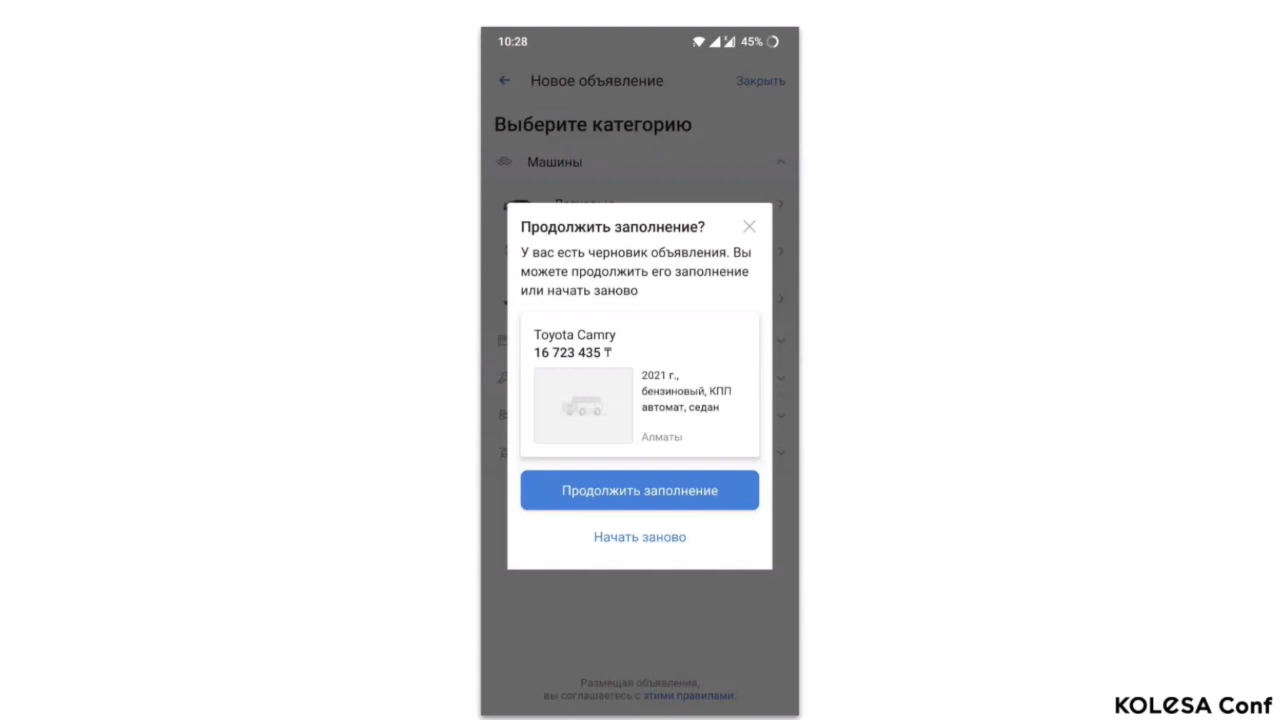 10:28
45%
Новое объявление
Закрыть
Выберите категорию
Машины
Продолжить заполнение?
У вас есть черновик объявления. Вы
можете продолжить его заполнение
или начать заново
Toyota Camry
16 723 435 ₸
2021 г.,
бензиновый, КПП
автомат, седан
Алматы
Продолжить заполнение
Начать заново
Размещая объявления,
вы соглашаетесь с этими правилами.
KOLESA Conf